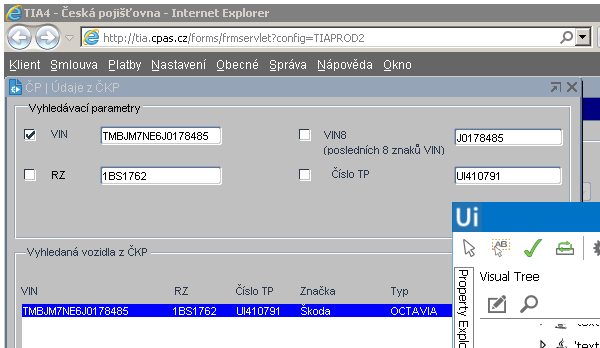 TIA4 - Česká pojišťovna - Internet Explorer
http://tia.cpas.cz/forms/frmservlet?config=TIAPROD2
Klient Smlouva Platby Nastavení Obecné Správa Nápověda Okno
ČP | Údaje z ČKP
Vyhledávací parametry
VIN TMBJM7NE6J0178485 VIN8 J0178485
(posledních 8 znaků VIN)
RZ 1BS1762 Číslo TP UI410791
Ui
AB
Vyhledaná vozidla z ČKP
Visual Tree
Property Explo
VIN RZ Číslo TP Značka Typ
TMBJM7NE6J0178485 1BS1762 UI410791 Škoda OCTAVIA
'text